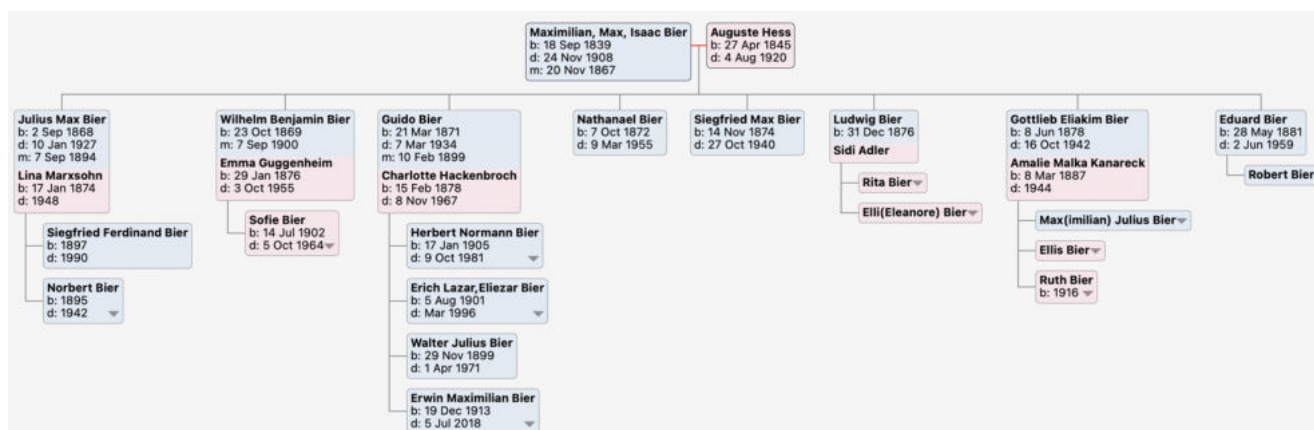 Maximilian, Max, Isaac Bier
b: 18 Sep 1839
d: 24 Nov 1908
m: 20 Nov 1867
Auguste Hess
b: 27 Apr 1845
d: 4 Aug 1920
Julius Max Bier
b: 2 Sep 1868
d: 10 Jan 1927
m: 7 Sep 1894
Lina Marxsohn
b: 17 Jan 1874
d: 1948
Siegfried Ferdinand Bier
b: 1897
d: 1990
Norbert Bier
b: 1895
d: 1942
Wilhelm Benjamin Bier
b: 23 Oct 1869
m: 7 Sep 1900
Emma Guggenheim
b: 29 Jan 1876
d: 3 Oct 1955
Sofie Bier
b: 14 Jul 1902
d: 5 Oct 1964
Guido Bier
b: 21 Mar 1871
d: 7 Mar 1934
m: 10 Feb 1899
Charlotte Hackenbroch
b: 15 Feb 1878
d: 8 Nov 1967
Herbert Normann Bier
b: 17 Jan 1905
d: 9 Oct 1981
Erich Lazar,Eliezar Bier
b: 5 Aug 1901
d: Mar 1996
Walter Julius Bier
b: 29 Nov 1899
d: 1 Apr 1971
Erwin Maximilian Bier
b: 19 Dec 1913
d: 5 Jul 2018
Nathanael Bier
b: 7 Oct 1872
d: 9 Mar 1955
Siegfried Max Bier
b: 14 Nov 1874
d: 27 Oct 1940
Ludwig Bier
b: 31 Dec 1876
Sidi Adler
Rita Bier
Elli(Eleanore) Bier
Gottlieb Eliakim Bier
b: 8 Jun 1878
d: 16 Oct 1942
Amalie Malka Kanareck
b: 8 Mar 1887
d: 1944
Max(imilian) Julius Bier
Ellis Bier
Ruth Bier
b: 1916
Eduard Bier
b: 28 May 1881
d: 2 Jun 1959
Robert Bier